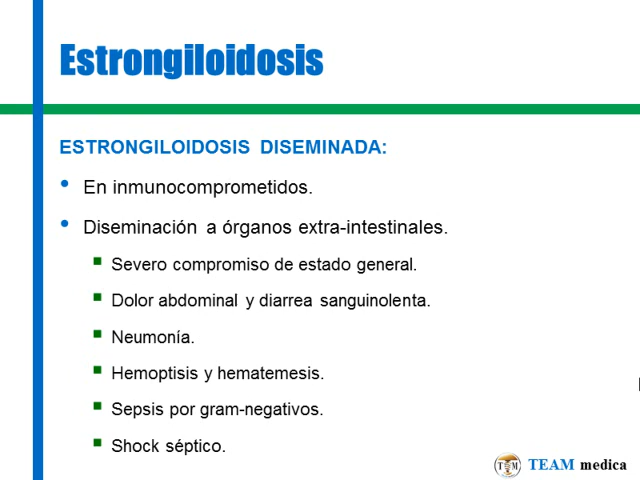 Estrongiloidosis
ESTRONGILOIDOSIS DISEMINADA:
• En inmunocomprometidos.
• Diseminación a órganos extra-intestinales.
▪ Severo compromiso de estado general.
▪ Dolor abdominal y diarrea sanguinolenta.
▪ Neumonía.
▪ Hemoptisis y hematemesis.
▪ Sepsis por gram-negativos.
▪ Shock séptico.
TEAM medica